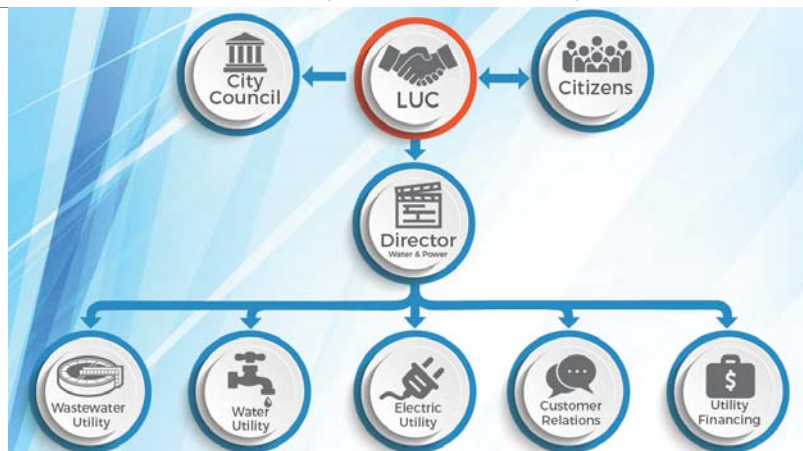 City
Council
LUC
Citizens
Director
Water & Power
Wastewater
Utility
Water
Utility
Electric
Utility
Customer
Relations
$
Utility
Financing